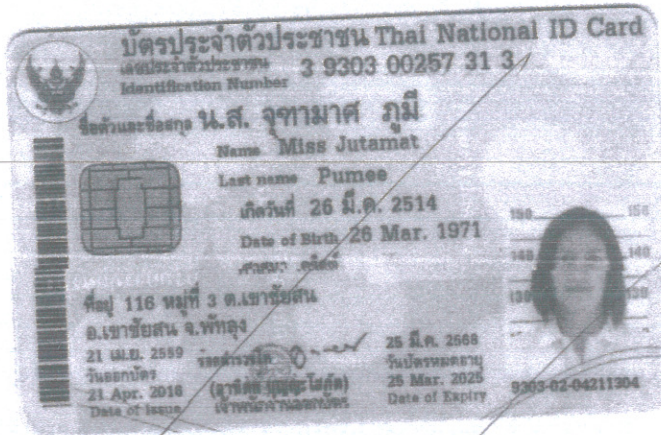 บัตรประจำตัวประชาชน Thai National ID Card
เลขประจำตัวประชาชน 3 9303 00257 31 3
Identification Number
ชื่อตัวและชื่อสกุล น.ส. จุฑามาศ ภูมี
Name Miss Jutamat
Last name Pumee
เกิดวันที่ 26 มี.ค. 2514
Date of Birth 26 Mar. 1971
ที่อยู่ 116 หมู่ที่ 3 ต.เขาชัยสน
อ.เขาชัยสน จ.พัทลุง
21 เม.ย. 2559
วันออกบัตร
21 Apr. 2016
Date of Issue
เจ้าพนักงานออกบัตร
25 มี.ค. 2568
วันบัตรหมดอายุ
25 Mar. 2025
Date of Expiry
150 150
140 140
130 130
9303-02-04211304